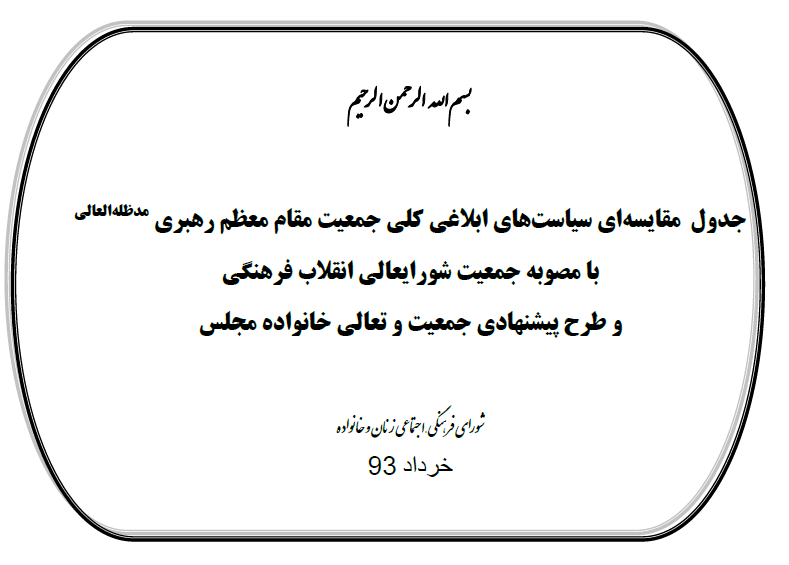 بسم الله الرحمن الرحیم
جدول مقایسه‌ای سیاست‌های ابلاغی کلی جمعیت مقام معظم رهبری مدظله‌العالی
با مصوبه جمعیت شورایعالی انقلاب فرهنگی
و طرح پیشنهادی جمعیت و تعالی خانواده مجلس
شورای فرهنگی اجتماعی زنان و خانواده
خرداد 93